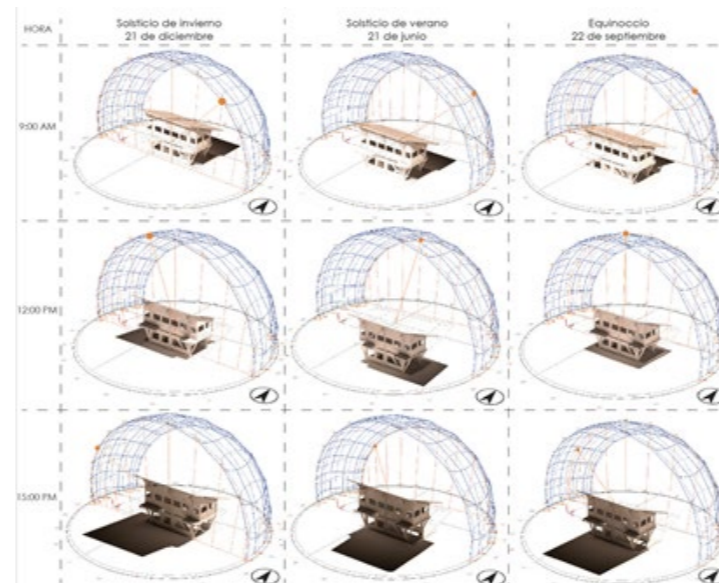 HORA
Solsticio de invierno
21 de diciembre
Solsticio de verano
21 de junio
Equinoccio
22 de septiembre
9:00 AM
12:00 PM
15:00 PM